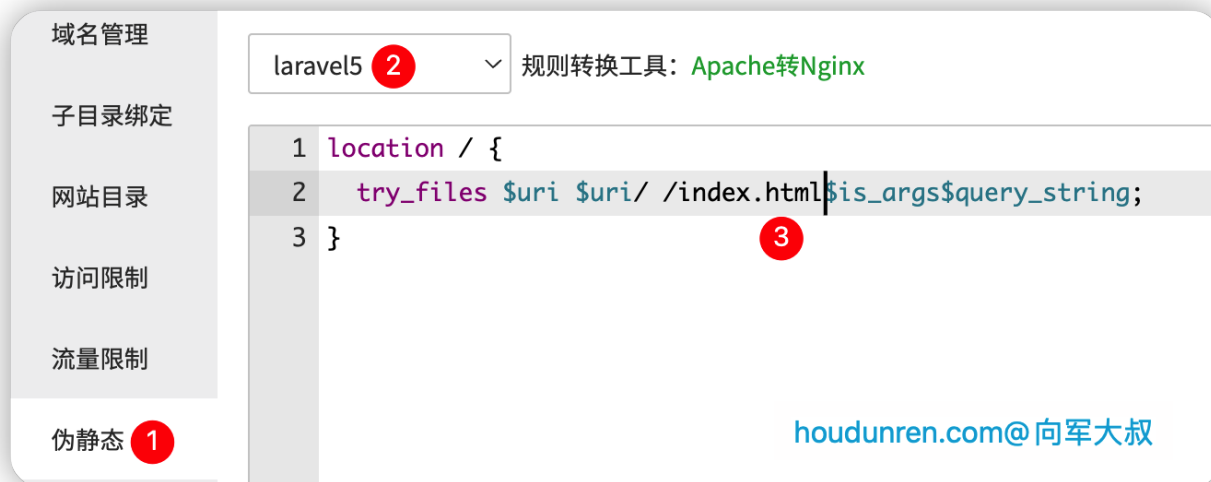 域名管理
子目录绑定
网站目录
访问限制
流量限制
伪静态 1
laravel5 2 规则转换工具：Apache转Nginx
1 location / {
2 try_files $uri $uri/ /index.html$is_args$query_string;
3
3 }
houdunren.com@向军大叔